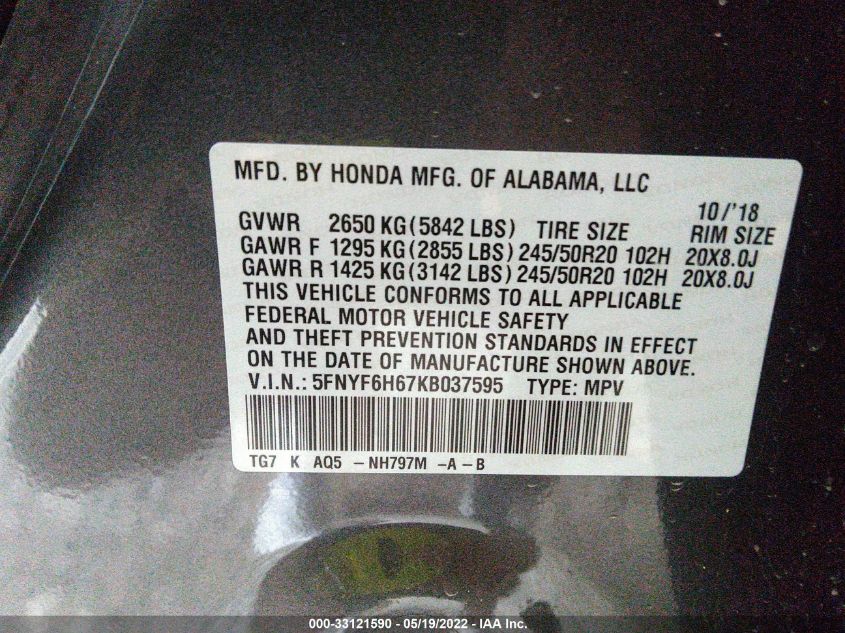 MFD. BY HONDA MFG. OF ALABAMA, LLC
10/'18
GVWR 2650 KG(5842 LBS) TIRE SIZE RIM SIZE
GAWR F 1295 KG(2855 LBS) 245/50R20 102H 20X8.0J
GAWR R 1425 KG(3142 LBS) 245/50R20 102H 20X8.0J
THIS VEHICLE CONFORMS TO ALL APPLICABLE
FEDERAL MOTOR VEHICLE SAFETY
AND THEFT PREVENTION STANDARDS IN EFFECT
ON THE DATE OF MANUFACTURE SHOWN ABOVE.
V.I.N.: 5FNYF6H67KB037595 TYPE: MPV
TG7 K AQ5 -NH797M -A-B
000-33121590 - 05/19/2022 - IAA Inc.